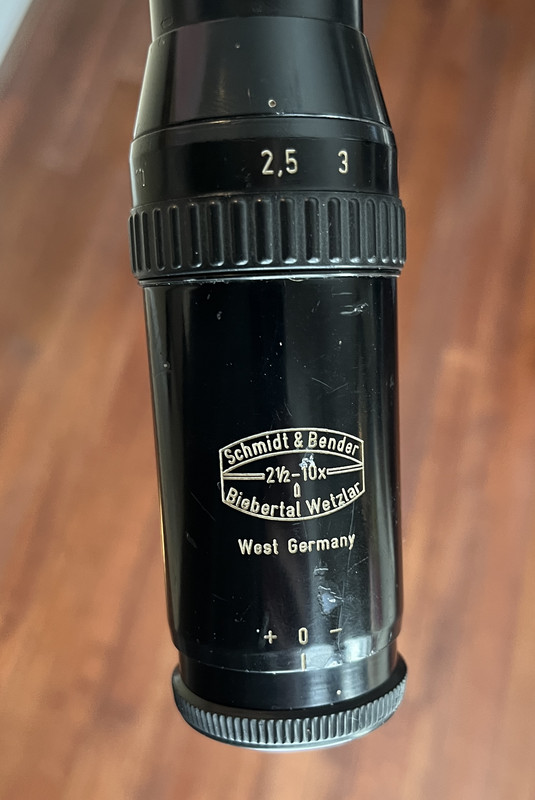 2,5 3
Schmidt & Bender
2½-10x
Biebertal Wetzlar
West Germany
+ 0 -